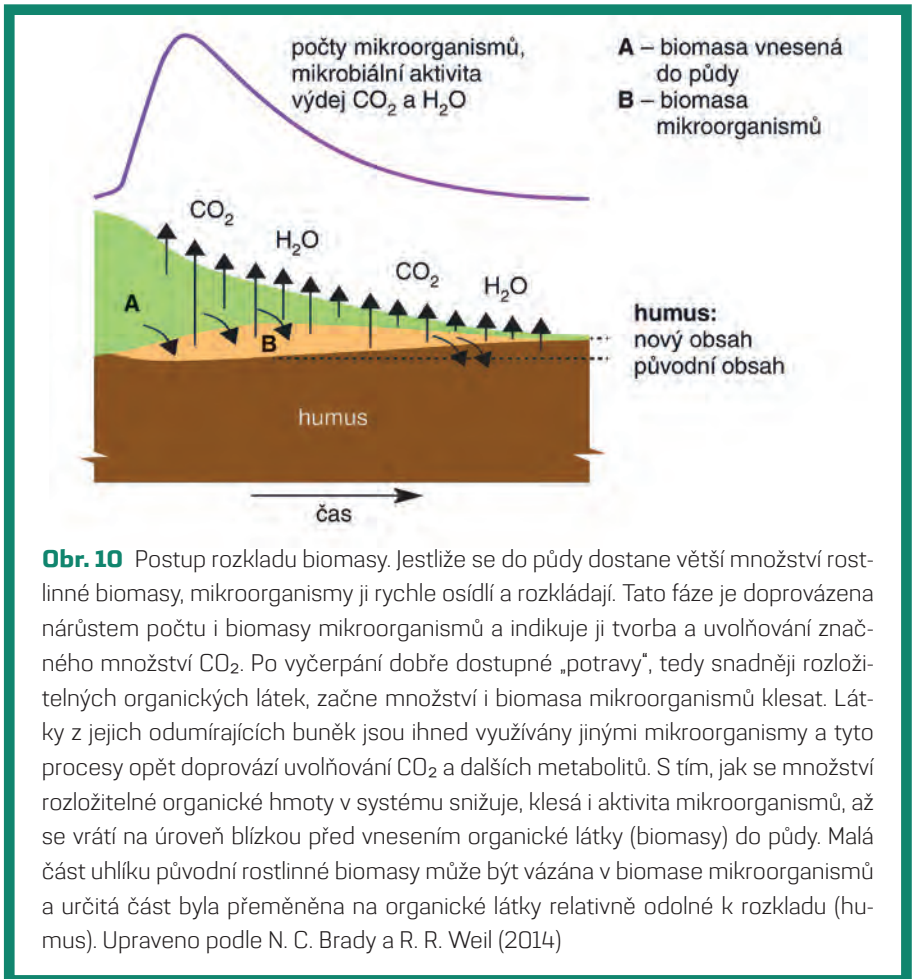 počty mikroorganismů,
mikrobiální aktivita
výdej CO₂ a H₂O
A – biomasa vnesená
do půdy
B – biomasa
mikroorganismů
CO₂
H₂O
CO₂
H₂O
A
B
humus:
nový obsah
původní obsah
humus
čas
Obr. 10 Postup rozkladu biomasy. Jestliže se do půdy dostane větší množství rost-
linné biomasy, mikroorganismy ji rychle osídlí a rozkládají. Tato fáze je doprovázena
nárůstem počtu i biomasy mikroorganismů a indikuje ji tvorba a uvolňování znač-
ného množství CO₂. Po vyčerpání dobře dostupné „potravy“, tedy snadněji rozloži-
telných organických látek, začne množství i biomasa mikroorganismů klesat. Lát-
ky z jejich odumírajících buněk jsou ihned využívány jinými mikroorganismy a tyto
procesy opět doprovází uvolňování CO₂ a dalších metabolitů. S tím, jak se množství
rozložitelné organické hmoty v systému snižuje, klesá i aktivita mikroorganismů, až
se vrátí na úroveň blízkou před vnesením organické látky (biomasy) do půdy. Malá
část uhlíku původní rostlinné biomasy může být vázána v biomase mikroorganismů
a určitá část byla přeměněna na organické látky relativně odolné k rozkladu (hu-
mus). Upraveno podle N. C. Brady a R. R. Weil (2014)